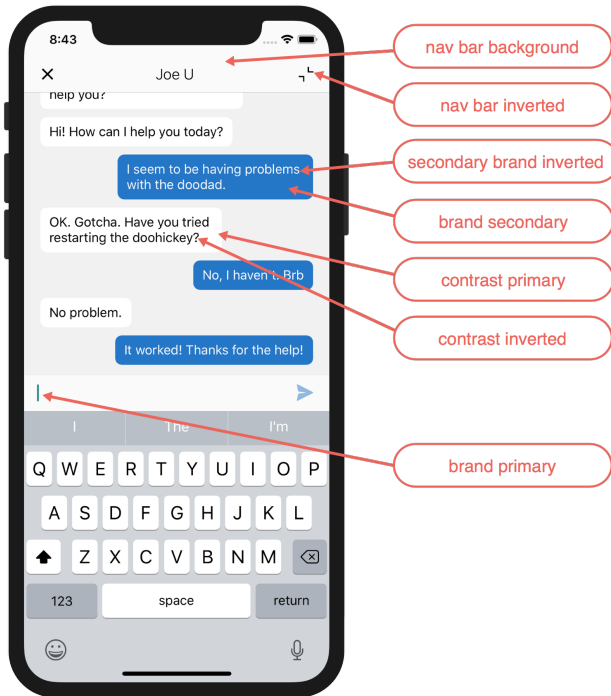 8:43
Joe U
nav bar background
nav bar inverted
help you?
Hi! How can I help you today?
I seem to be having problems
with the doodad.
secondary brand inverted
brand secondary
OK. Gotcha. Have you tried
restarting the doohickey?
contrast primary
No, I haven't. Brb
contrast inverted
No problem.
It worked! Thanks for the help!
I The I'm
brand primary
Q W E R T Y U I O P
A S D F G H J K L
Z X C V B N M
123 space return